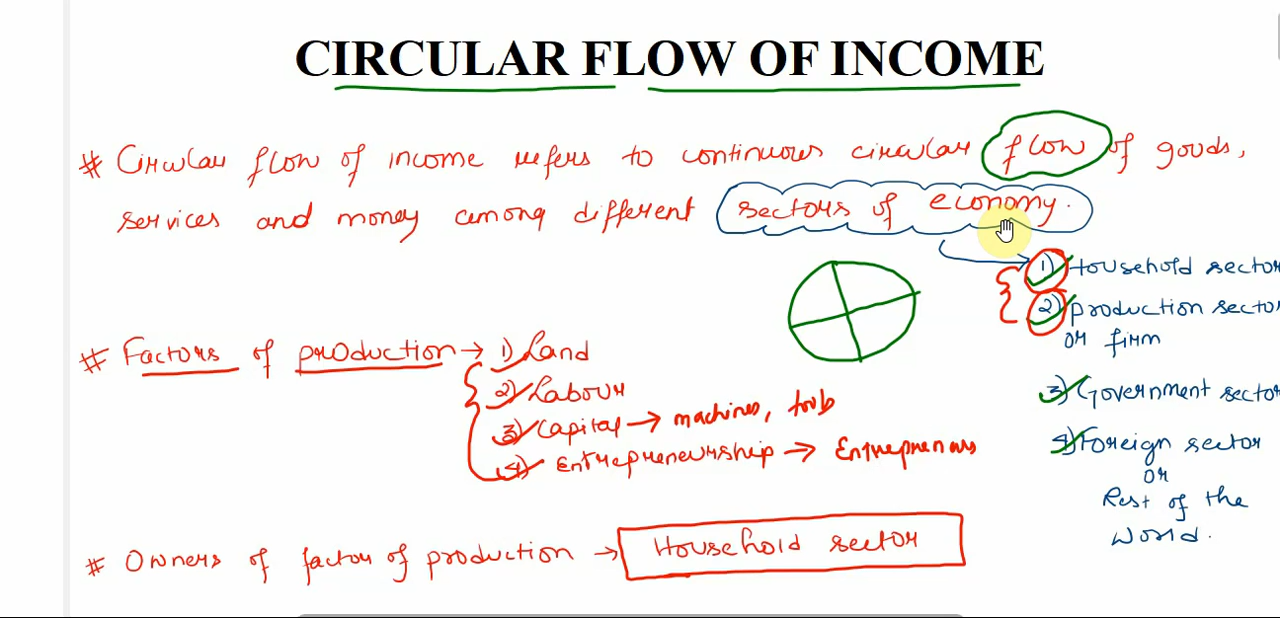 CIRCULAR FLOW OF INCOME
# Circular flow of income refers to continuous circular flow of goods,
services and money among different sectors of economy.
1) Household sector
2) production sector
or firm
3) Government sector
4) Foreign sector
or
Rest of the
world.
# Factors of production → 1) Land
2) Labour
3) Capital → machines, tools
4) Entrepreneurship → Entreprenurs
# Owners of factor of production → Household sector